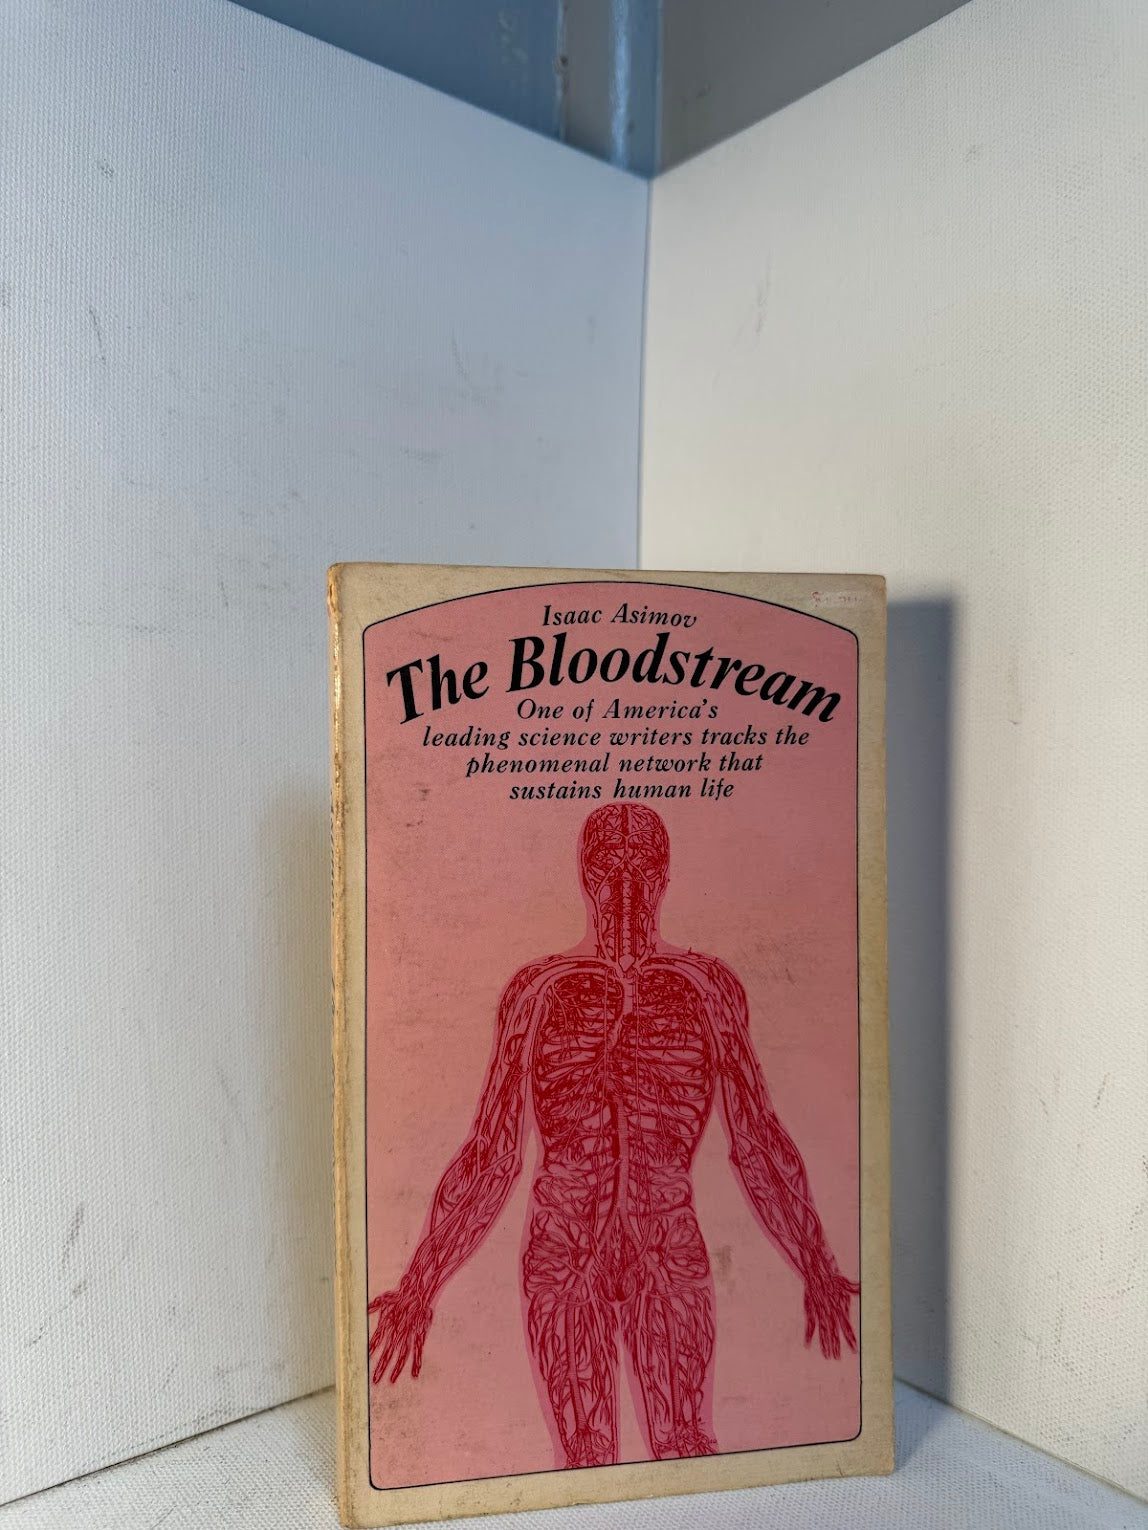 Isaac Asimov
The Bloodstream
One of America's
leading science writers tracks the
phenomenal network that
sustains human life